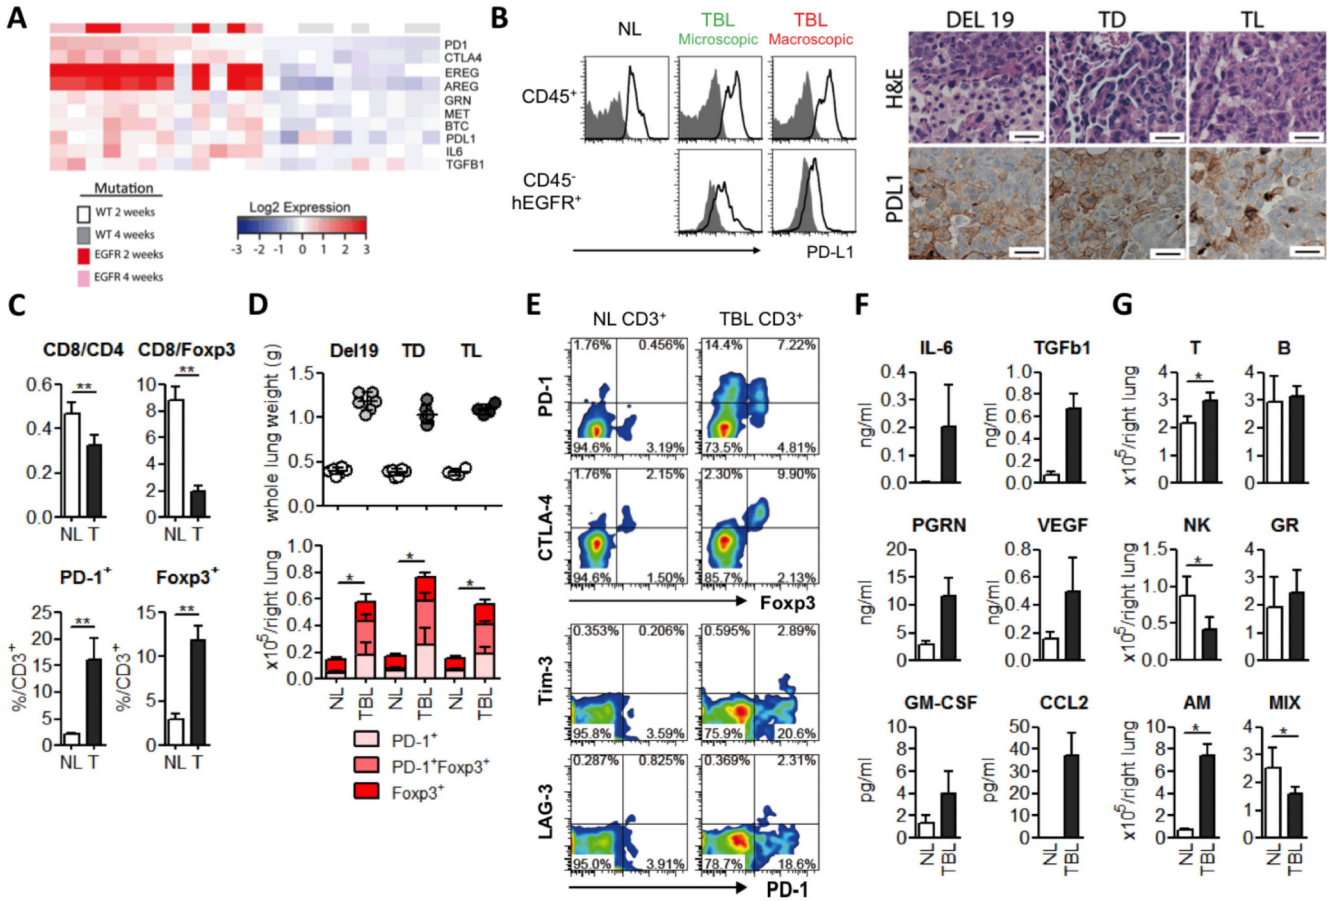 A
PD1
CTLA4
EREG
AREG
GRN
MET
BTC
PDL1
IL6
TGFB1
Mutation
WT 2 weeks
WT 4 weeks
EGFR 2 weeks
EGFR 4 weeks
Log2 Expression
-3 -2 -1 0 1 2 3
B
NL
TBL
Microscopic
TBL
Macroscopic
CD45+
CD45-
hEGFR+
PD-L1
DEL 19 TD TL
H&E
PDL1
C
CD8/CD4
0.6
0.4
0.2
0.0
**
NL T
CD8/Foxp3
10
8
6
4
2
0
**
NL T
PD-1+
%/CD3+
25
20
15
10
5
0
**
NL T
Foxp3+
%/CD3+
15
10
5
0
**
NL T
D
Del19 TD TL
whole lung weight (g)
1.5
1.0
0.5
0.0
x10^5/right lung
1.0
0.8
0.6
0.4
0.2
0.0
* * *
NL TBL NL TBL NL TBL
PD-1+
PD-1+Foxp3+
Foxp3+
E
NL CD3+ TBL CD3+
PD-1
1.76% 0.456% 14.4% 7.22%
94.6% 3.19% 73.5% 4.81%
CTLA-4
1.76% 2.15% 2.30% 9.90%
94.6% 1.50% 85.7% 2.13%
Foxp3
Tim-3
0.353% 0.206% 0.595% 2.89%
95.8% 3.59% 75.9% 20.6%
LAG-3
0.287% 0.825% 0.369% 2.31%
95.0% 3.91% 78.7% 18.6%
PD-1
F
IL-6
ng/ml
0.4
0.3
0.2
0.1
0.0
TGFb1
ng/ml
1.0
0.8
0.6
0.4
0.2
0.0
PGRN
ng/ml
20
15
10
5
0
VEGF
ng/ml
0.8
0.6
0.4
0.2
0.0
GM-CSF
pg/ml
10
8
6
4
2
0
NL TBL
CCL2
pg/ml
50
40
30
20
10
0
NL TBL
G
T
x10^5/right lung
4
3
2
1
0
*
B
4
3
2
1
0
NK
x10^5/right lung
1.5
1.0
0.5
0.0
*
GR
4
3
2
1
0
AM
x10^5/right lung
10
8
6
4
2
0
*
NL TBL
MIX
4
3
2
1
0
*
NL TBL